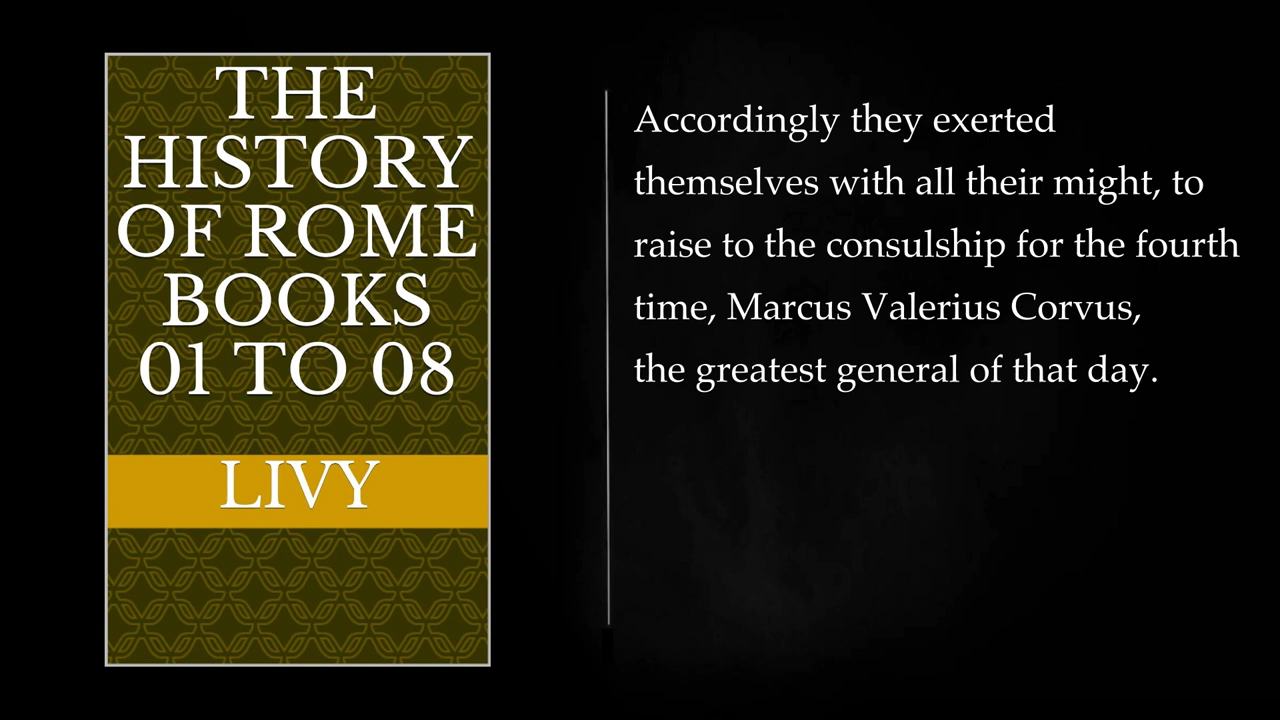 THE
HISTORY
OF ROME
BOOKS
01 TO 08
LIVY
Accordingly they exerted
themselves with all their might, to
raise to the consulship for the fourth
time, Marcus Valerius Corvus,
the greatest general of that day.